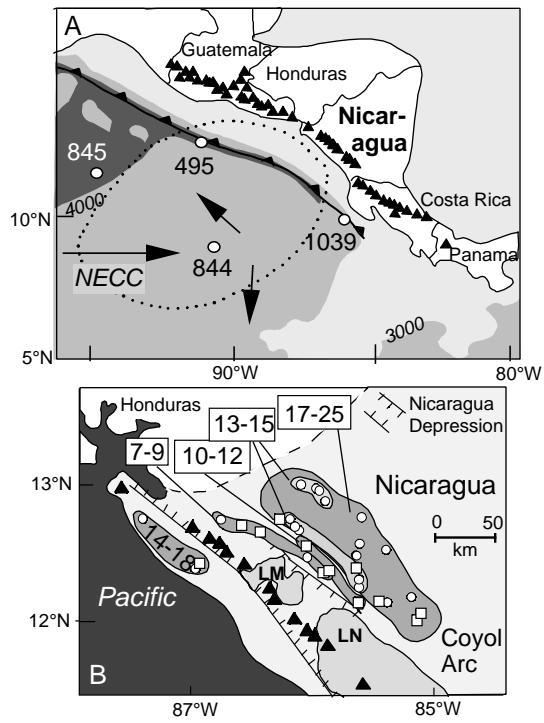 A
Guatemala
Honduras
Nicar-
agua
845
495
4000
Costa Rica
10°N
1039
844
Panama
NECC
3000
5°N
90°W
80°W
Honduras
13-15
17-25
Nicaragua
Depression
7-9
10-12
13°N
Nicaragua
0 50
km
14-18
LM
Pacific
12°N
LN
Coyol
Arc
B
87°W
85°W